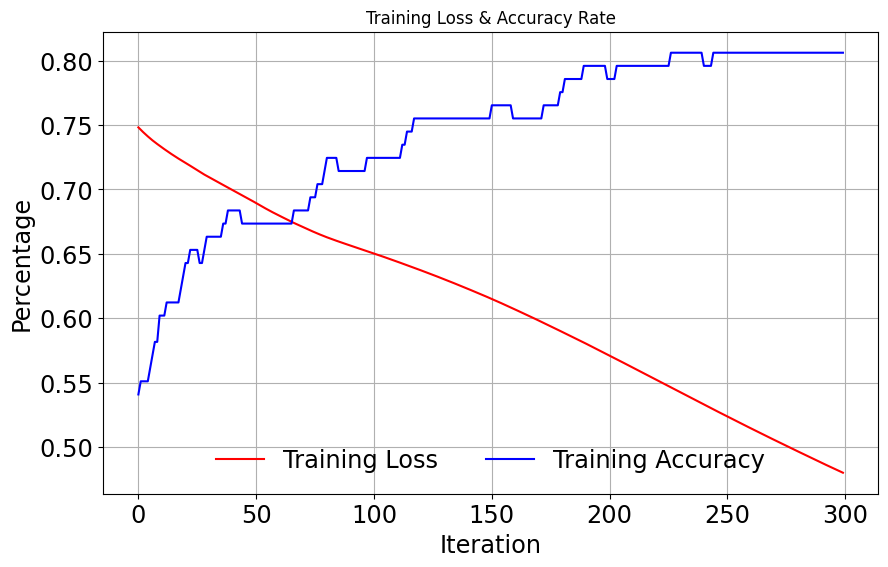 Training Loss & Accuracy Rate
Percentage
0.80
0.75
0.70
0.65
0.60
0.55
0.50
Training Loss Training Accuracy
0 50 100 150 200 250 300
Iteration